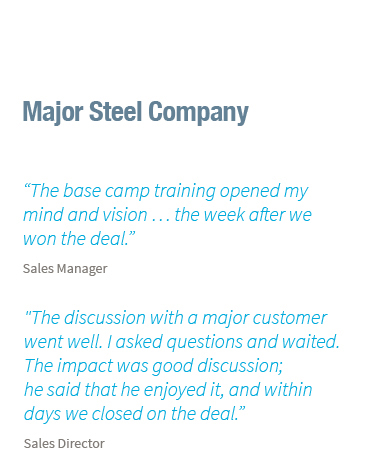 Major Steel Company
“The base camp training opened my
mind and vision … the week after we
won the deal.”
Sales Manager
"The discussion with a major customer
went well. I asked questions and waited.
The impact was good discussion;
he said that he enjoyed it, and within
days we closed on the deal.”
Sales Director